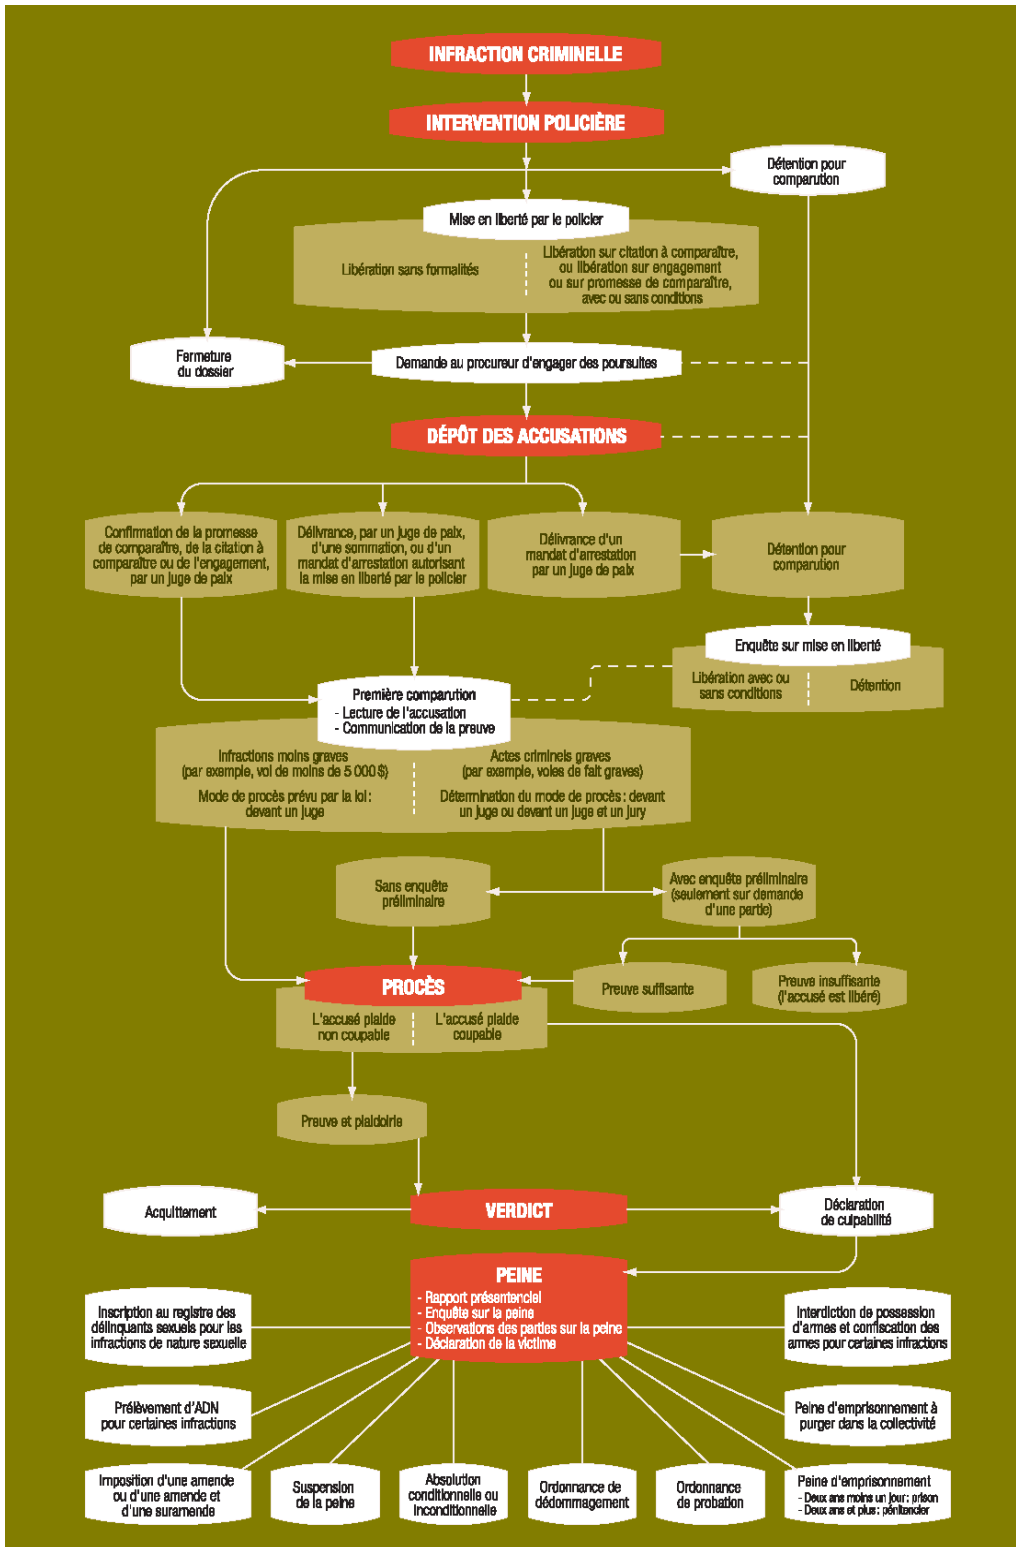 INFRACTION CRIMINELLE
INTERVENTION POLICIÈRE
Détention pour
comparution
Mise en liberté par le policier
Libération sans formalités
Libération sur citation à comparaître,
ou libération sur engagement
ou sur promesse de comparaître,
avec ou sans conditions
Fermeture
du dossier
Demande au procureur d'engager des poursuites
DÉPÔT DES ACCUSATIONS
Confirmation de la promesse
de comparaître, de la citation à
comparaître ou de l'engagement,
par un juge de paix
Délivrance, par un juge de paix,
d'une sommation, ou d'un
mandat d'arrestation autorisant
la mise en liberté par le policier
Délivrance d'un
mandat d'arrestation
par un juge de paix
Détention pour
comparution
Enquête sur mise en liberté
Libération avec ou
sans conditions
Détention
Première comparution
- Lecture de l'accusation
- Communication de la preuve
Infractions moins graves
(par exemple, vol de moins de 5 000 $)
Mode de procès prévu par la loi :
devant un juge
Actes criminels graves
(par exemple, voies de fait graves)
Détermination du mode de procès : devant
un juge ou devant un juge et un jury
Sans enquête
préliminaire
Avec enquête préliminaire
(seulement sur demande
d'une partie)
Preuve suffisante
Preuve insuffisante
(l'accusé est libéré)
PROCÈS
L'accusé plaide
non coupable
L'accusé plaide
coupable
Preuve et plaidoirie
Acquittement
VERDICT
Déclaration
de culpabilité
PEINE
- Rapport présentenciel
- Enquête sur la peine
- Observations des parties sur la peine
- Déclaration de la victime
Inscription au registre des
délinquants sexuels pour les
infractions de nature sexuelle
Interdiction de possession
d'armes et confiscation des
armes pour certaines infractions
Prélèvement d'ADN
pour certaines infractions
Peine d'emprisonnement à
purger dans la collectivité
Imposition d'une amende
ou d'une amende et
d'une suramende
Suspension
de la peine
Absolution
conditionnelle ou
inconditionnelle
Ordonnance de
dédommagement
Ordonnance
de probation
Peine d'emprisonnement
- Deux ans moins un jour : prison
- Deux ans et plus : pénitencier